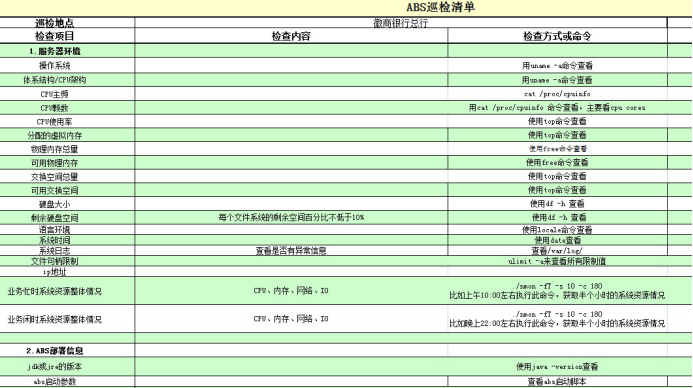 ABS巡检清单
巡检地点 徽商银行总行
检查项目 检查内容 检查方式或命令
1.服务器环境
操作系统 用uname -a命令查看
体系结构/CPU架构 用uname -a命令查看
CPU主频 cat /proc/cpuinfo
CPU颗数 用cat /proc/cpuinfo 命令查看，主要看cpu cores
CPU使用率 使用top命令查看
分配的虚拟内存 使用top命令查看
物理内存总量 使用free命令查看
可用物理内存 使用free命令查看
交换空间总量 使用top命令查看
可用交换空间 使用top命令查看
硬盘大小 使用df -h 查看
剩余硬盘空间 每个文件系统的剩余空间百分比不低于10% 使用df -h 查看
语言环境 使用locale命令查看
系统时间 使用date查看
系统日志 查看是否有异常信息 查看/var/log/
文件句柄限制 ulimit -a来查看所有限制值
ip地址
业务忙时系统资源整体情况 CPU、内存、网络、IO ./nmon -fT -s 10 -c 180
比如上午10:00左右执行此命令，获取半个小时的系统资源情况
业务闲时系统资源整体情况 CPU、内存、网络、IO ./nmon -fT -s 10 -c 180
比如晚上22:00左右执行此命令，获取半个小时的系统资源情况
2.ABS部署信息
jdk或jre的版本 使用java -version查看
abs启动参数 查看abs启动脚本